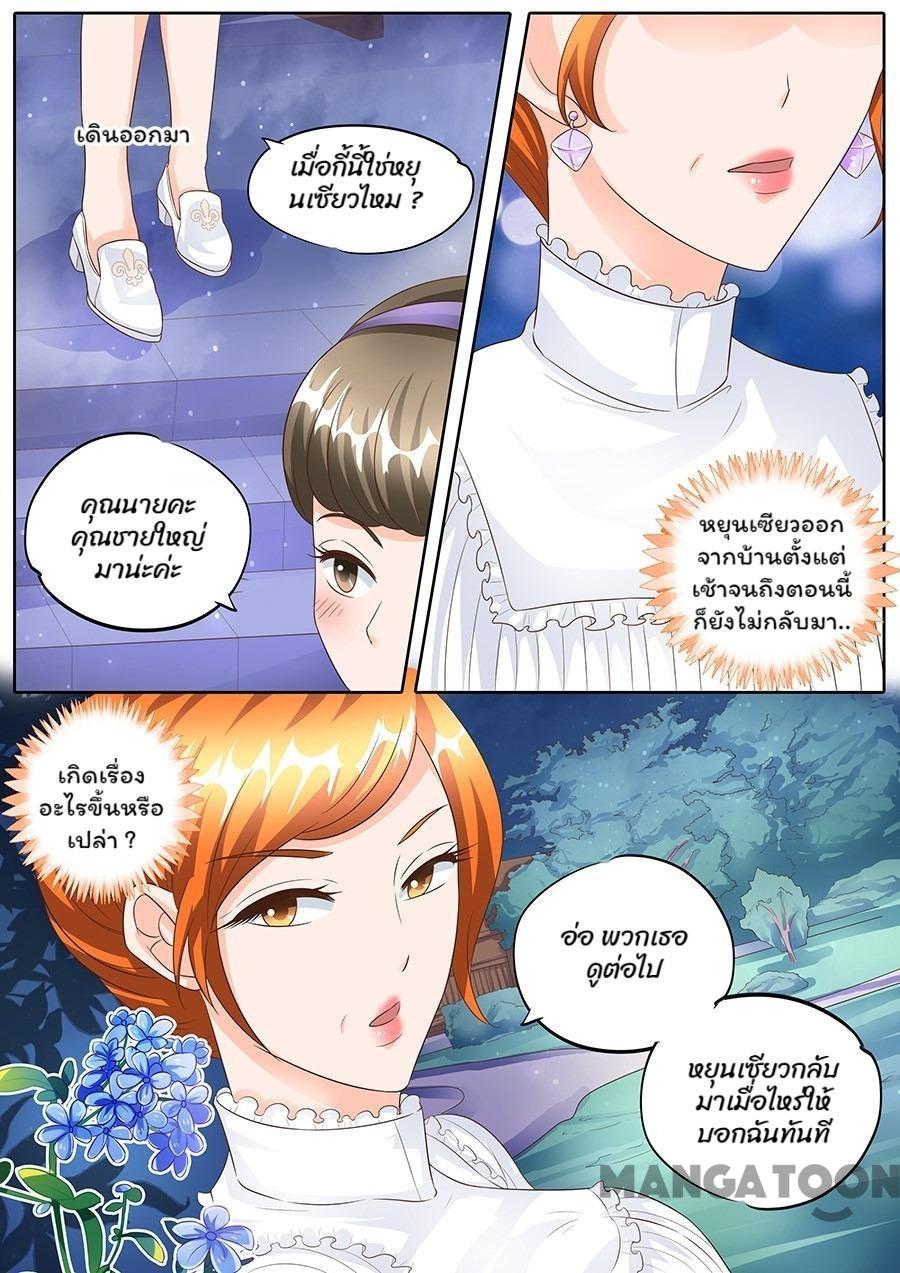 เดินออกมา
เมื่อกี้นี้ใช่หยุ
นเซียวไหม ?
คุณนายคะ
คุณชายใหญ่
มาน่ะค่ะ
หยุนเซียวออก
จากบ้านตั้งแต่
เช้าจนถึงตอนนี้
ก็ยังไม่กลับมา..
เกิดเรื่อง
อะไรขึ้นหรือ
เปล่า ?
อ่อ พวกเธอ
ดูต่อไป
หยุนเซียวกลับ
มาเมื่อไหร่ให้
บอกฉันทันที
MANGATOON